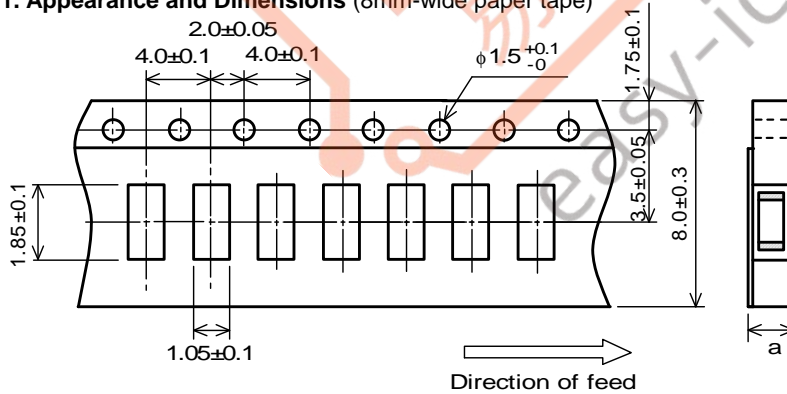 1. Appearance and Dimensions (8mm-wide paper tape)
2.0±0.05
4.0±0.1 4.0±0.1
ϕ1.5 +0.1 -0
1.75±0.1
3.5±0.05
8.0±0.3
1.85±0.1
1.05±0.1
a
Direction of feed
easy-ic